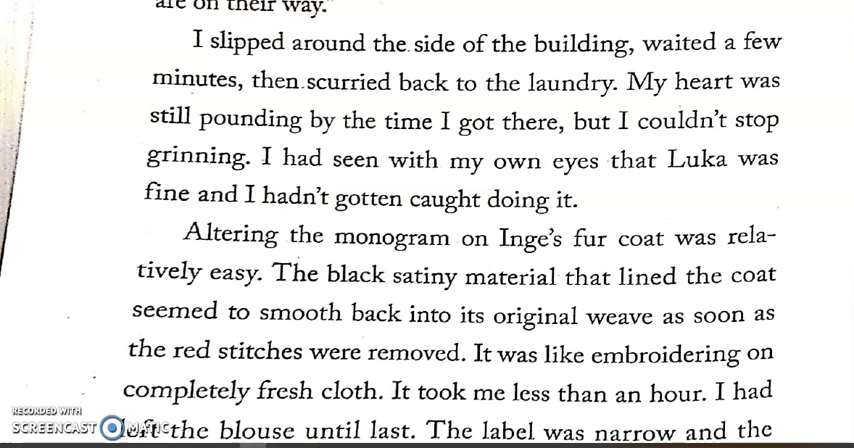 are on their way."
I slipped around the side of the building, waited a few
minutes, then scurried back to the laundry. My heart was
still pounding by the time I got there, but I couldn't stop
grinning. I had seen with my own eyes that Luka was
fine and I hadn't gotten caught doing it.
Altering the monogram on Inge's fur coat was rela-
tively easy. The black satiny material that lined the coat
seemed to smooth back into its original weave as soon as
the red stitches were removed. It was like embroidering on
completely fresh cloth. It took me less than an hour. I had
left the blouse until last. The label was narrow and the
RECORDED WITH
SCREENCAST MATIC